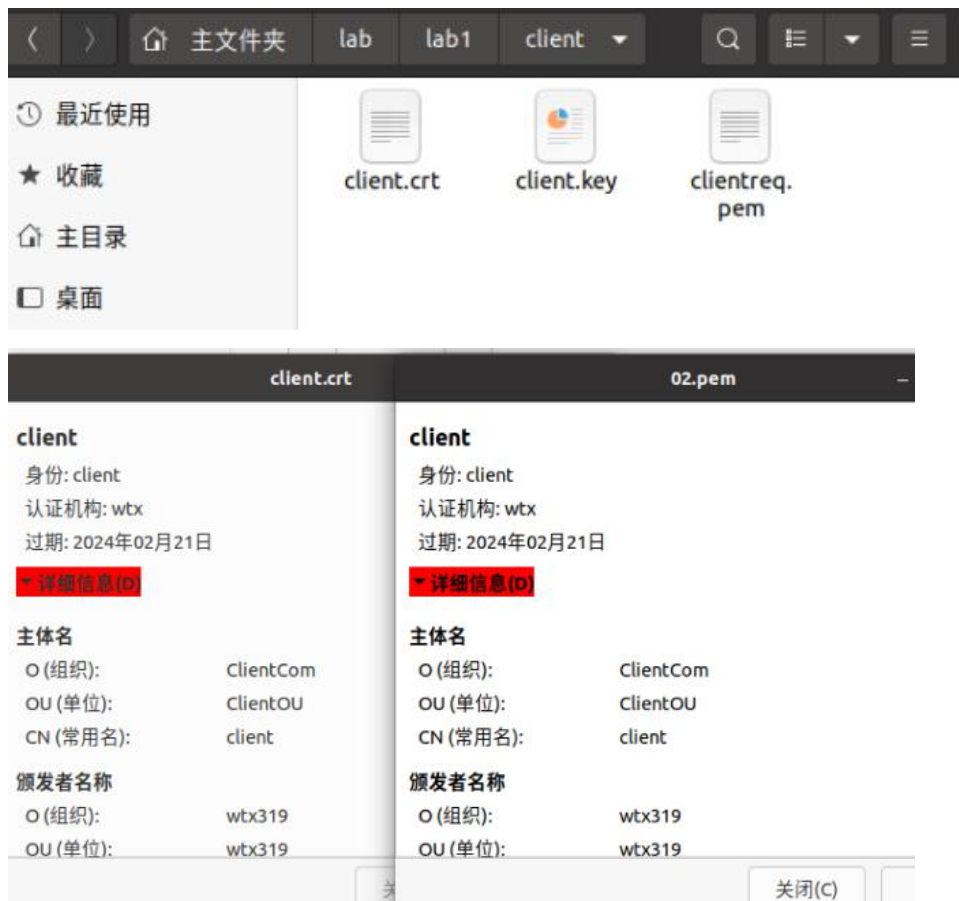 主文件夹 lab lab1 client
最近使用
收藏
主目录
桌面
client.crt client.key clientreq.
pem
client.crt
client
身份: client
认证机构: wtx
过期: 2024年02月21日
详细信息(D)
主体名
O (组织): ClientCom
OU (单位): ClientOU
CN (常用名): client
颁发者名称
O (组织): wtx319
OU (单位): wtx319
02.pem
client
身份: client
认证机构: wtx
过期: 2024年02月21日
详细信息(D)
主体名
O (组织): ClientCom
OU (单位): ClientOU
CN (常用名): client
颁发者名称
O (组织): wtx319
OU (单位): wtx319
关闭(C)